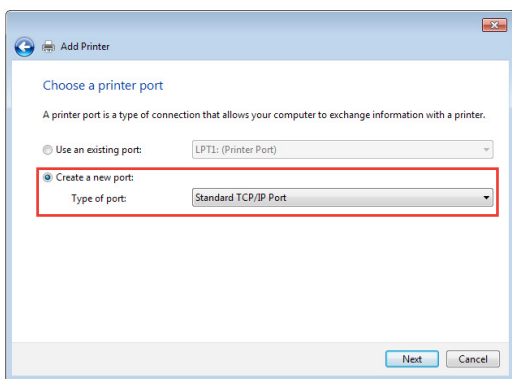 Add Printer
Choose a printer port
A printer port is a type of connection that allows your computer to exchange information with a printer.
Use an existing port: LPT1: (Printer Port)
Create a new port:
Type of port: Standard TCP/IP Port
Next Cancel